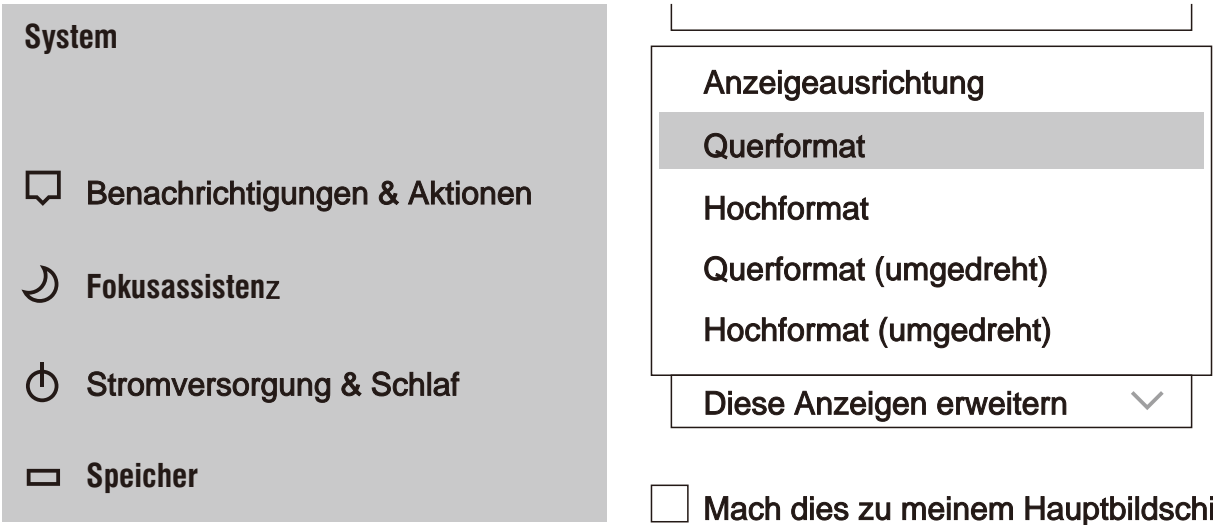 System
Benachrichtigungen & Aktionen
Fokusassistenz
Stromversorgung & Schlaf
Speicher
Anzeigeausrichtung
Querformat
Hochformat
Querformat (umgedreht)
Hochformat (umgedreht)
Diese Anzeigen erweitern
Mach dies zu meinem Hauptbildschi